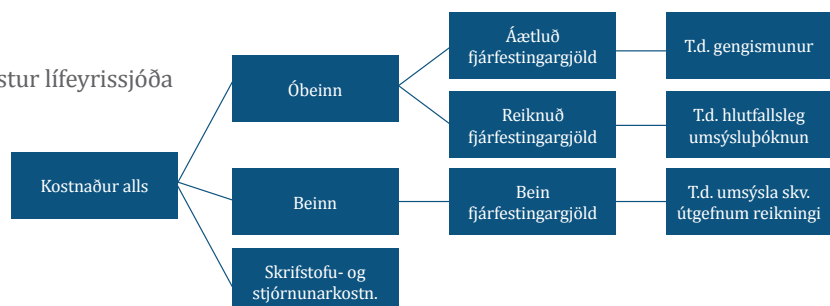 stur lífeyrissjóða
Kostnaður alls
Óbeinn
Beinn
Skrifstofu- og
stjórnunarkostn.
Áætluð
fjárfestingargjöld
Reiknuð
fjárfestingargjöld
Bein
fjárfestingargjöld
T.d. gengismunur
T.d. hlutfallsleg
umsýsluþóknun
T.d. umsýsla skv.
útgefnum reikningi